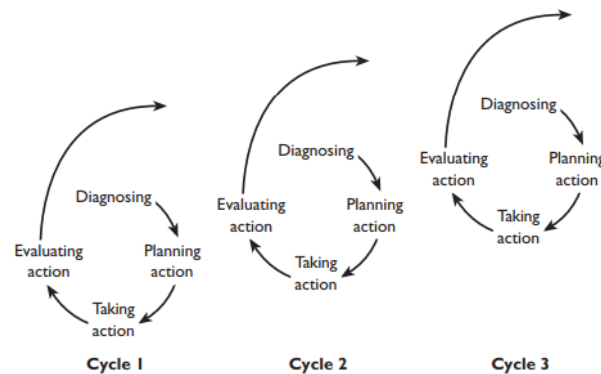 Diagnosing
Planning
action
Taking
action
Evaluating
action
Cycle 1
Diagnosing
Planning
action
Taking
action
Evaluating
action
Cycle 2
Diagnosing
Planning
action
Taking
action
Evaluating
action
Cycle 3